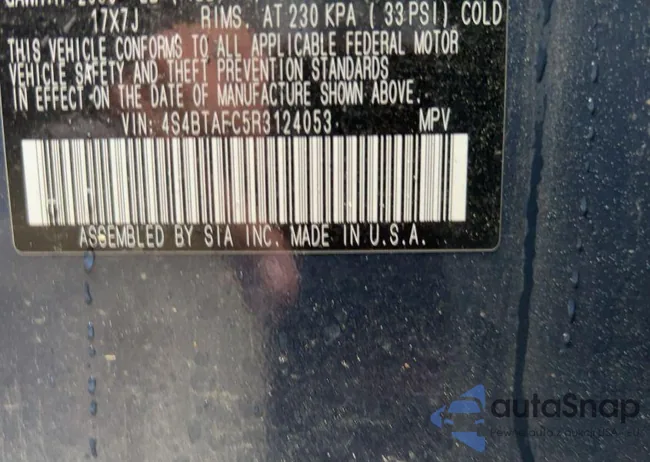 17X7J RIMS. AT 230 KPA ( 33 PSI) COLD
THIS VEHICLE CONFORMS TO ALL APPLICABLE FEDERAL MOTOR
VEHICLE SAFETY AND THEFT PREVENTION STANDARDS
IN EFFECT ON THE DATE OF MANUFACTURE SHOWN ABOVE.
VIN: 4S4BTAFC5R3124053 MPV
ASSEMBLED BY SIA INC. MADE IN U.S.A.
autoSnap